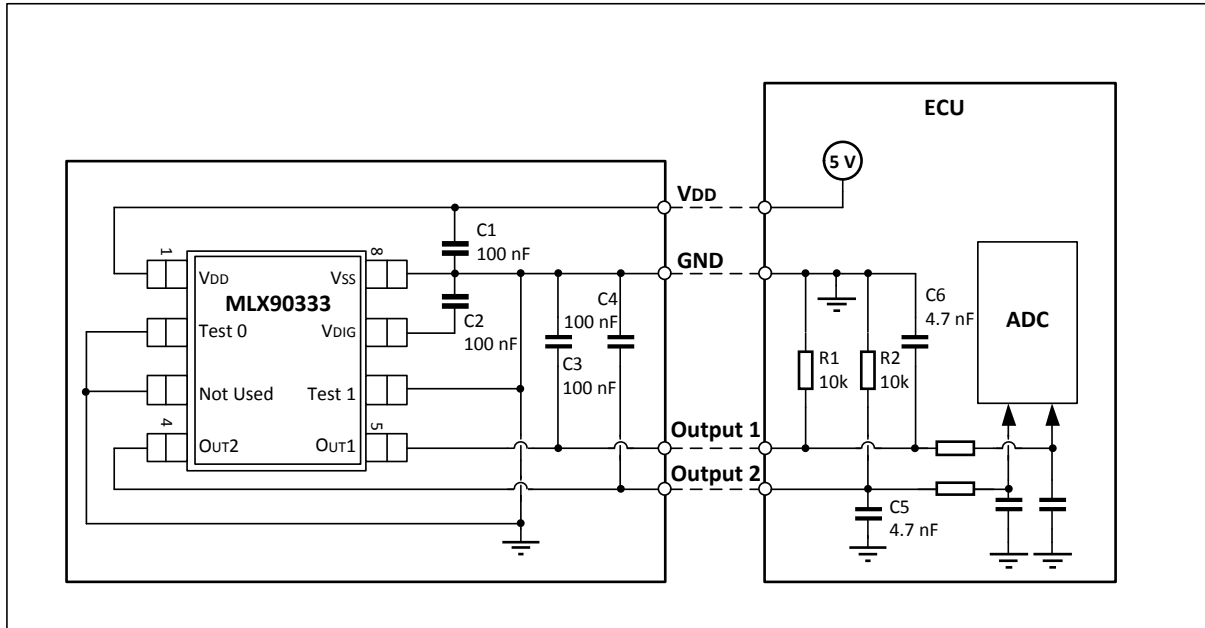 ECU
5 V
VDD
C1
100 nF
GND
1
8
VDD
VSS
MLX90333
C2
100 nF
C4
100 nF
C6
4.7 nF
ADC
Test 0
VDIG
C3
100 nF
R1
10k
R2
10k
Not Used
Test 1
4
5
OUT2
OUT1
Output 1
Output 2
C5
4.7 nF